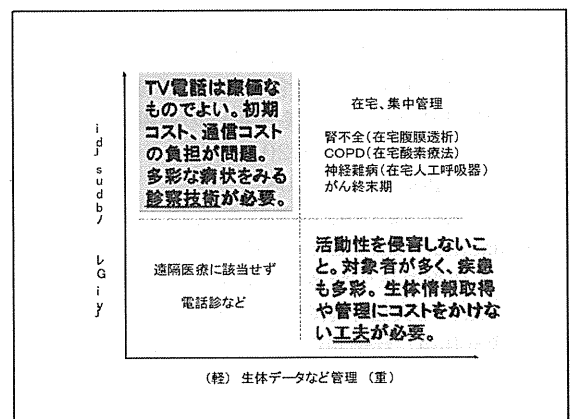 TV電話は廉価な
ものでよい。初期
コスト、通信コスト
の負担が問題。
多彩な病状をみる
診察技術が必要。
在宅、集中管理
腎不全(在宅腹膜透析)
COPD(在宅酸素療法)
神経難病(在宅人工呼吸器)
がん終末期
遠隔医療に該当せず
電話診など
活動性を侵害しないこ
と。対象者が多く、疾患
も多彩。生体情報取得
や管理にコストをかけな
い工夫が必要。
(軽) 生体データなど管理 (重)